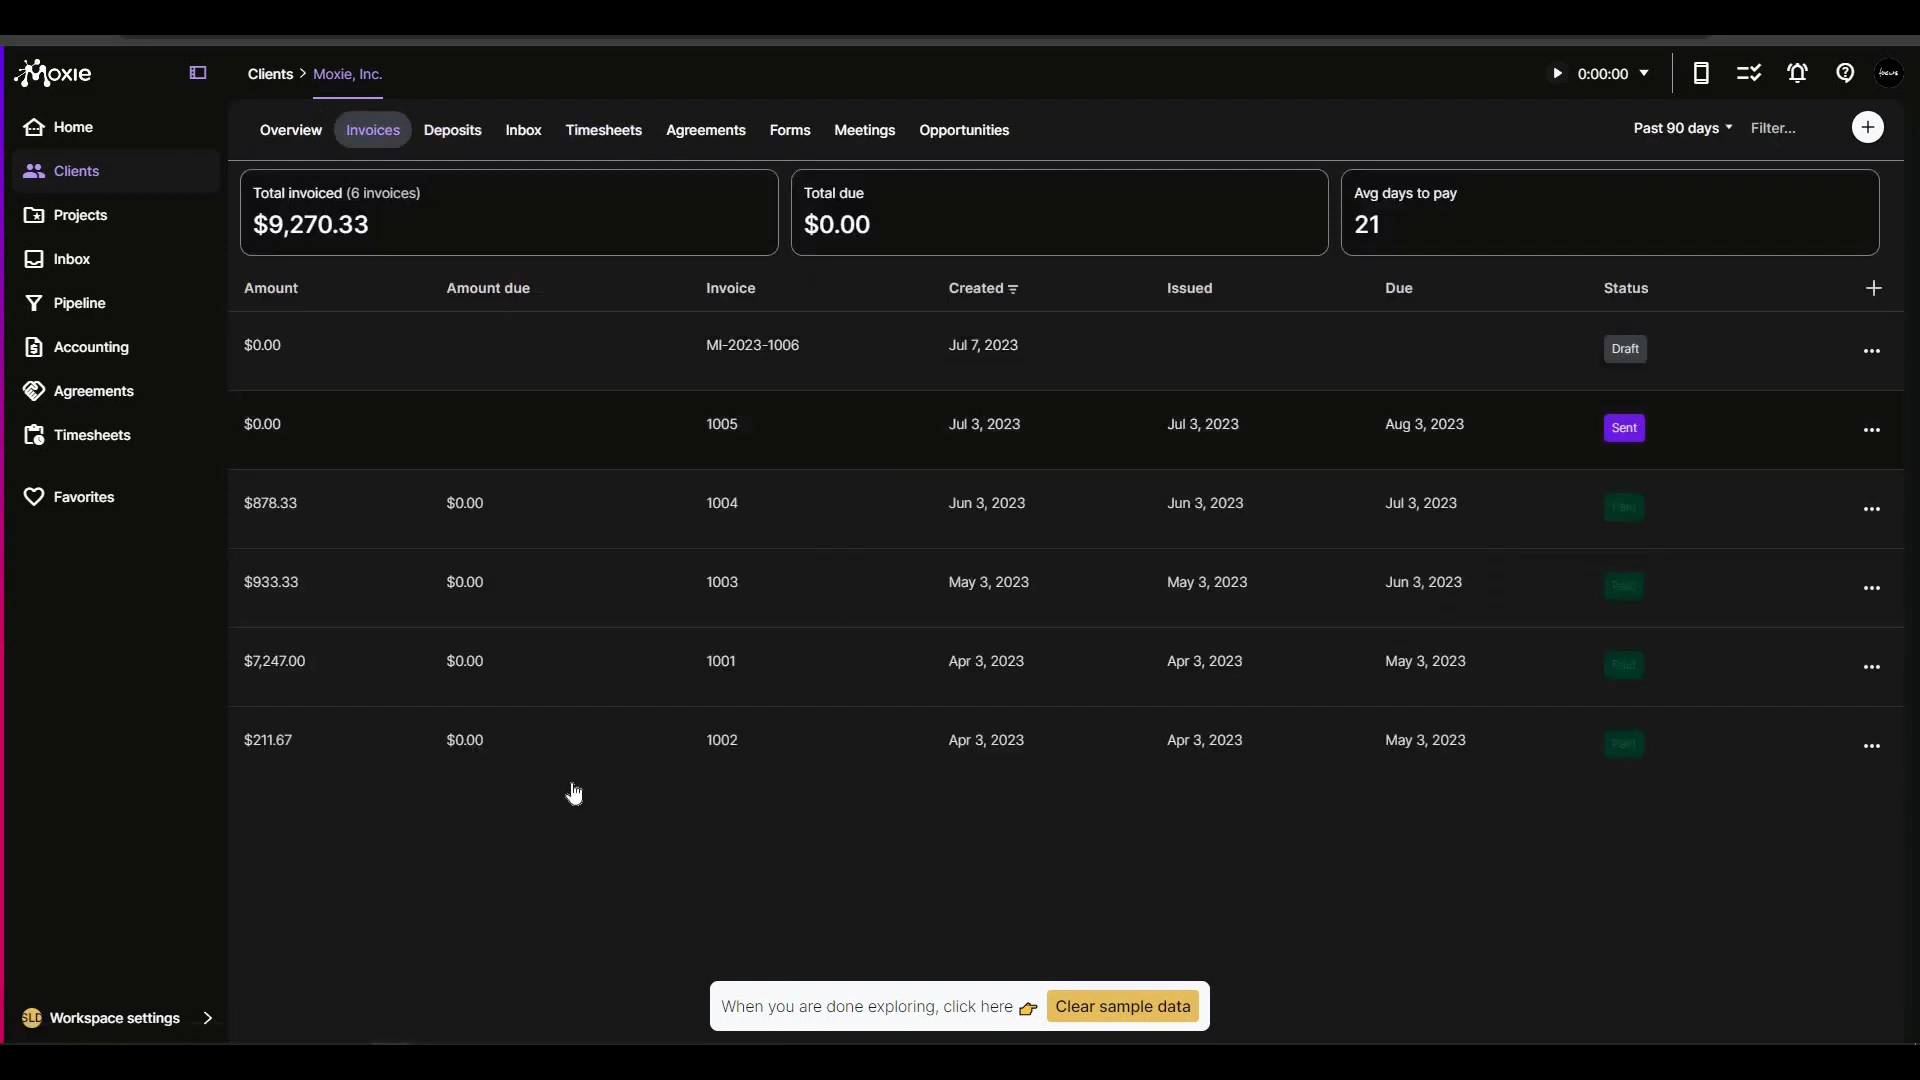 Moxie
Clients > Moxie, Inc.
0:00:00
focus
Home
Clients
Projects
Inbox
Pipeline
Accounting
Agreements
Timesheets
Favorites
Overview Invoices Deposits Inbox Timesheets Agreements Forms Meetings Opportunities
Past 90 days Filter...
Total invoiced (6 invoices)
$9,270.33
Total due
$0.00
Avg days to pay
21
Amount Amount due Invoice Created Issued Due Status
$0.00 MI-2023-1006 Jul 7, 2023 Draft
$0.00 1005 Jul 3, 2023 Jul 3, 2023 Aug 3, 2023 Sent
$878.33 $0.00 1004 Jun 3, 2023 Jun 3, 2023 Jul 3, 2023 Paid
$933.33 $0.00 1003 May 3, 2023 May 3, 2023 Jun 3, 2023 Paid
$7,247.00 $0.00 1001 Apr 3, 2023 Apr 3, 2023 May 3, 2023 Paid
$211.67 $0.00 1002 Apr 3, 2023 Apr 3, 2023 May 3, 2023 Paid
When you are done exploring, click here 👉 Clear sample data
SLD Workspace settings